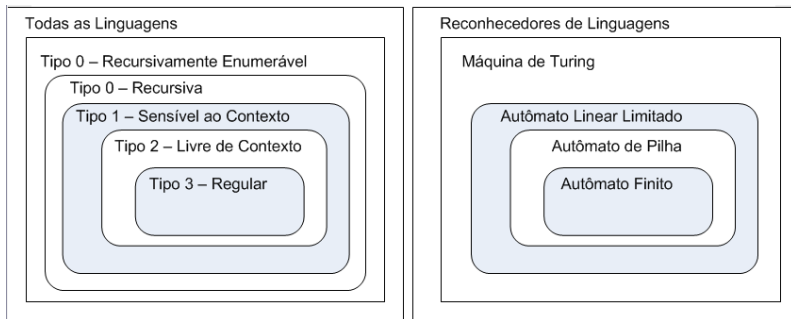 Todas as Linguagens
Tipo 0 – Recursivamente Enumerável
Tipo 0 – Recursiva
Tipo 1 – Sensível ao Contexto
Tipo 2 – Livre de Contexto
Tipo 3 – Regular
Reconhecedores de Linguagens
Máquina de Turing
Autômato Linear Limitado
Autômato de Pilha
Autômato Finito